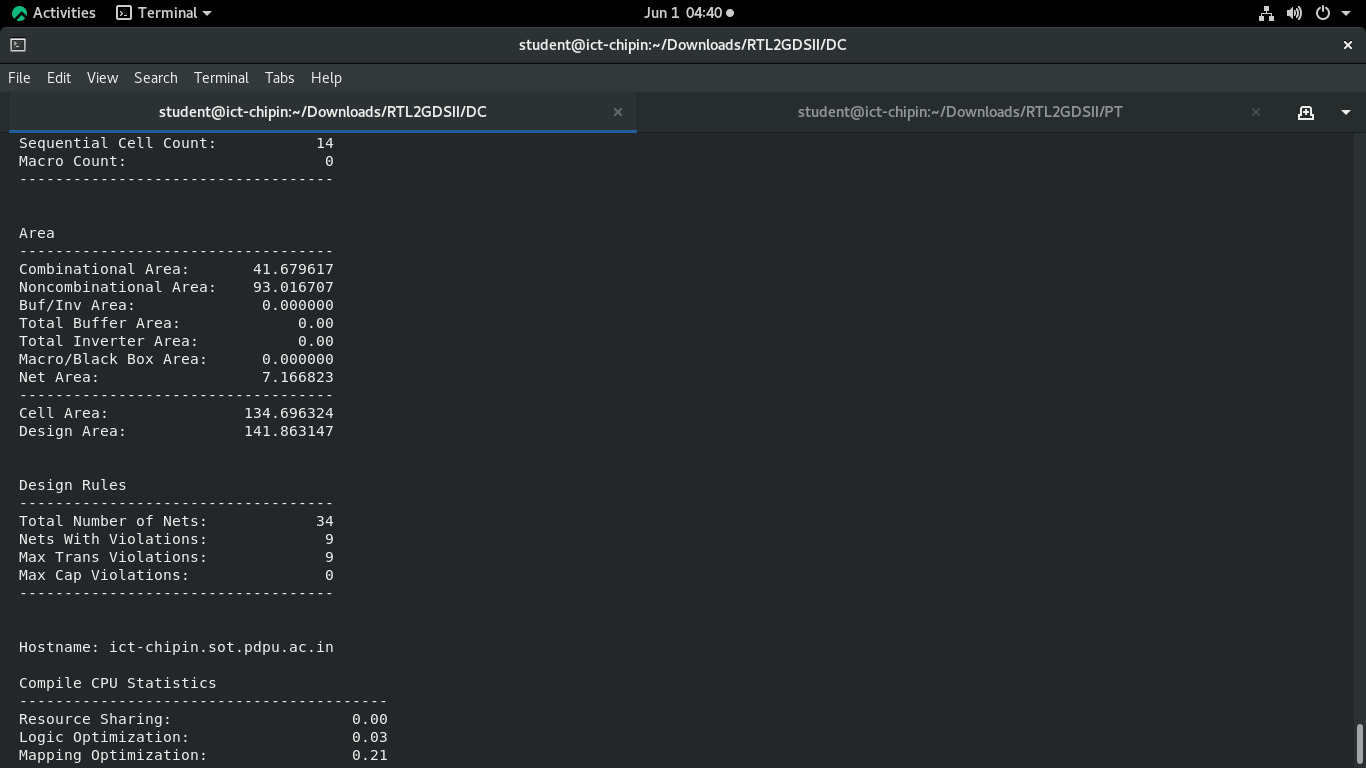 Activities Terminal Jun 1 04:40
student@ict-chipin:~/Downloads/RTL2GDSII/DC
File Edit View Search Terminal Tabs Help
student@ict-chipin:~/Downloads/RTL2GDSII/DC student@ict-chipin:~/Downloads/RTL2GDSII/PT
Sequential Cell Count: 14
Macro Count: 0
-----------------------------------
Area
-----------------------------------
Combinational Area: 41.679617
Noncombinational Area: 93.016707
Buf/Inv Area: 0.000000
Total Buffer Area: 0.00
Total Inverter Area: 0.00
Macro/Black Box Area: 0.000000
Net Area: 7.166823
-----------------------------------
Cell Area: 134.696324
Design Area: 141.863147
Design Rules
-----------------------------------
Total Number of Nets: 34
Nets With Violations: 9
Max Trans Violations: 9
Max Cap Violations: 0
-----------------------------------
Hostname: ict-chipin.sot.pdpu.ac.in
Compile CPU Statistics
-----------------------------------------
Resource Sharing: 0.00
Logic Optimization: 0.03
Mapping Optimization: 0.21